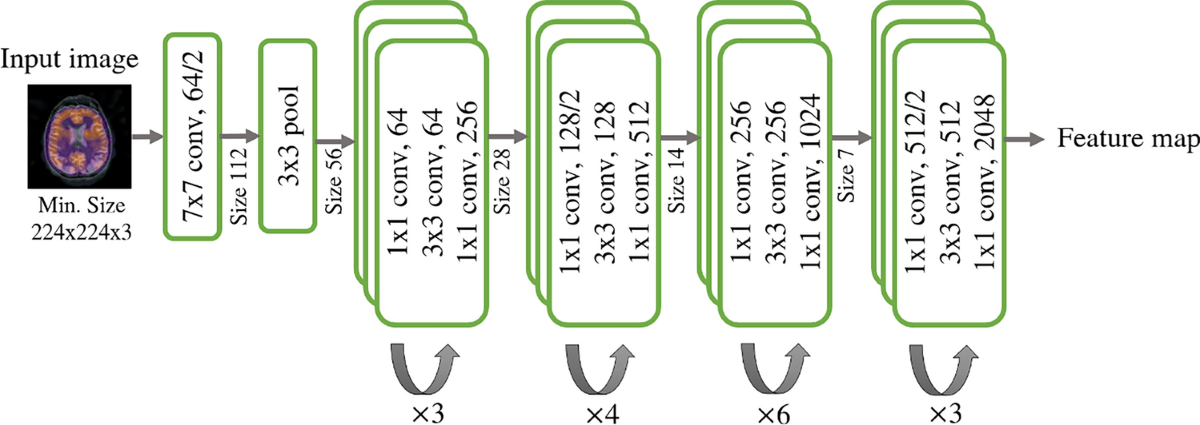 Input image
Min. Size
224x224x3
7x7 conv, 64/2
Size 112
3x3 pool
Size 56
1x1 conv, 64
3x3 conv, 64
1x1 conv, 256
×3
Size 28
1x1 conv, 128/2
3x3 conv, 128
1x1 conv, 512
×4
Size 14
1x1 conv, 256
3x3 conv, 256
1x1 conv, 1024
×6
Size 7
1x1 conv, 512/2
3x3 conv, 512
1x1 conv, 2048
×3
Feature map